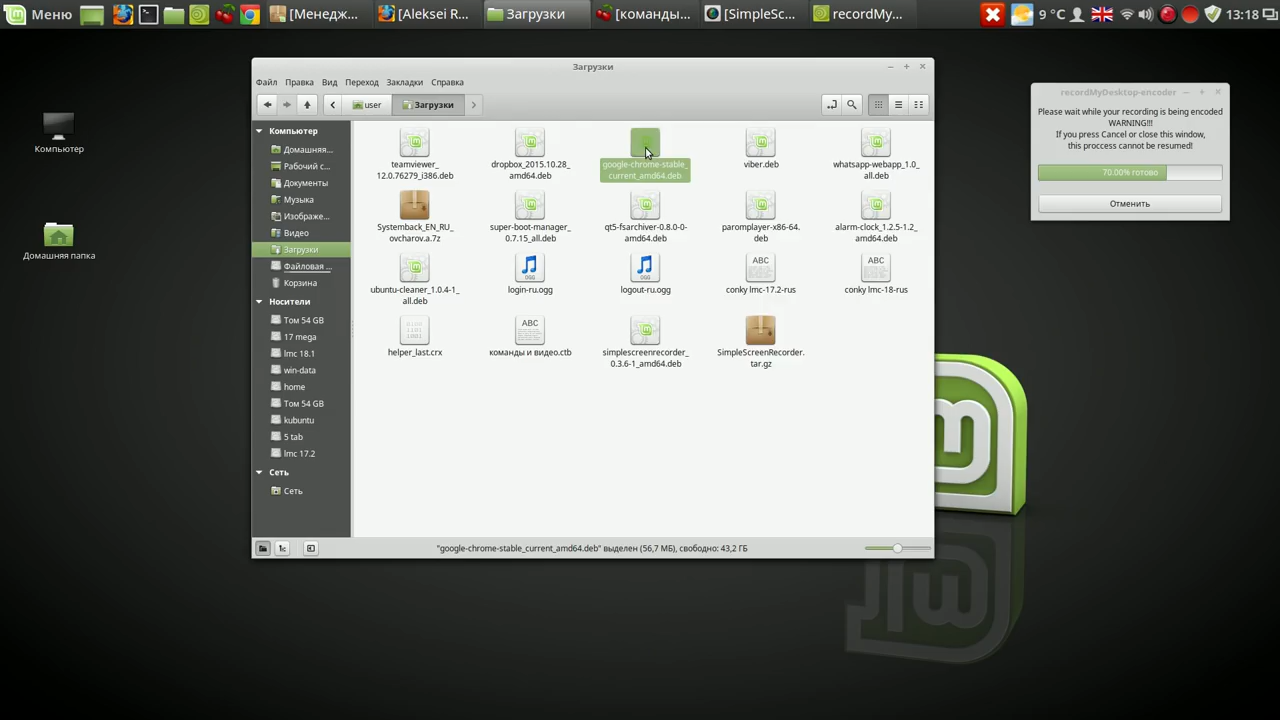 Меню
[Менедж...
[Aleksei R...
Загрузки
[команды...
[SimpleSc...
recordMy...
9 °C
13:18
Загрузки
Файл
Правка
Вид
Переход
Закладки
Справка
user
Загрузки
Компьютер
Домашняя...
Рабочий с...
Документы
Музыка
Изображе...
Видео
Загрузки
Файловая ...
Корзина
Носители
Том 54 GB
17 mega
lmc 18.1
win-data
home
Том 54 GB
kubuntu
5 tab
lmc 17.2
Сеть
Сеть
teamviewer_
12.0.76279_i386.deb
dropbox_2015.10.28_
amd64.deb
google-chrome-stable_
current_amd64.deb
viber.deb
whatsapp-webapp_1.0_
all.deb
Systemback_EN_RU_
ovcharov.a.7z
super-boot-manager_
0.7.15_all.deb
qt5-fsarchiver-0.8.0-0-
amd64.deb
paromplayer-x86-64.
deb
alarm-clock_1.2.5-1.2_
amd64.deb
ubuntu-cleaner_1.0.4-1_
all.deb
OGG
login-ru.ogg
OGG
logout-ru.ogg
ABC
conky lmc-17.2-rus
ABC
conky lmc-18-rus
helper_last.crx
ABC
команды и видео.ctb
simplescreenrecorder_
0.3.6-1_amd64.deb
SimpleScreenRecorder.
tar.gz
"google-chrome-stable_current_amd64.deb" выделен (56,7 МБ), свободно: 43,2 ГБ
Компьютер
Домашняя папка
recordMyDesktop-encoder
Please wait while your recording is being encoded
WARNING!!!
If you press Cancel or close this window,
this proccess cannot be resumed!
70.00% готово
Отменить